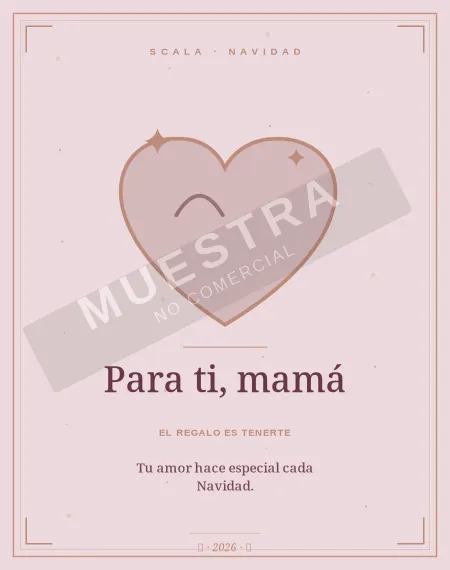 SCALA · NAVIDAD
MUESTRA
NO COMERCIAL
Para ti, mamá
EL REGALO ES TENERTE
Tu amor hace especial cada
Navidad.
· 2026 ·